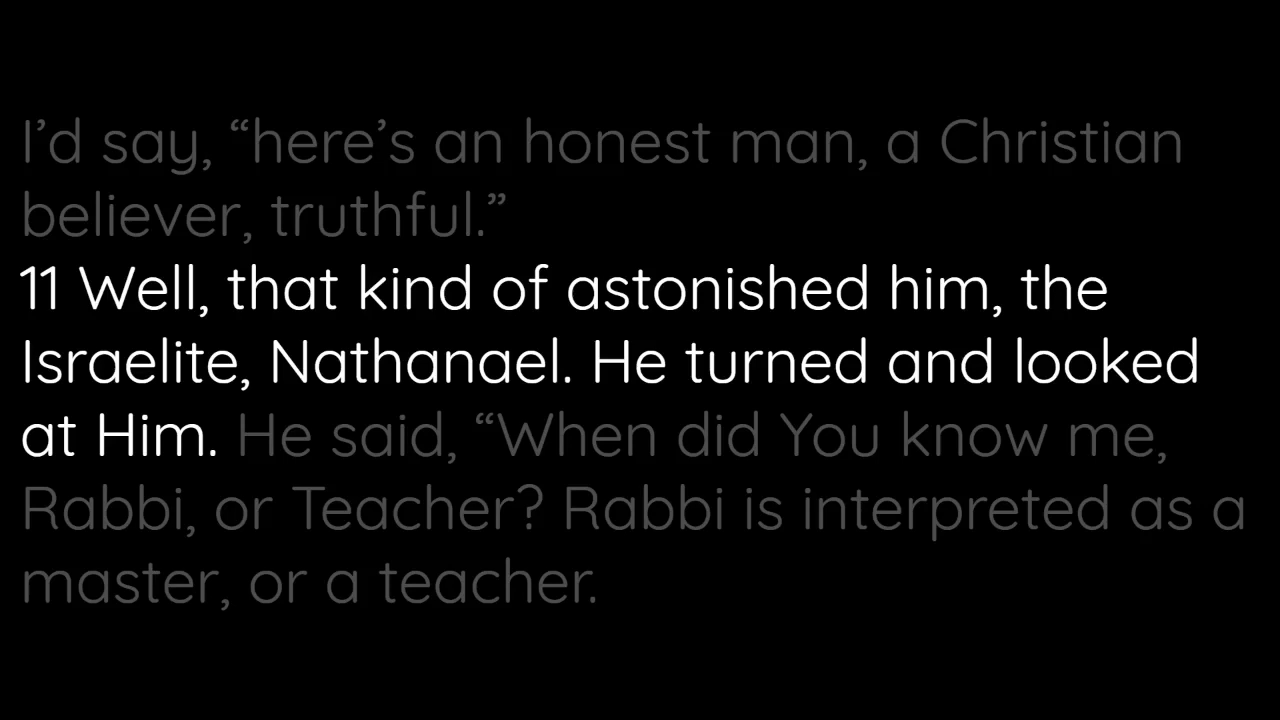 I’d say, “here’s an honest man, a Christian
believer, truthful.”
11 Well, that kind of astonished him, the
Israelite, Nathanael. He turned and looked
at Him. He said, “When did You know me,
Rabbi, or Teacher? Rabbi is interpreted as a
master, or a teacher.